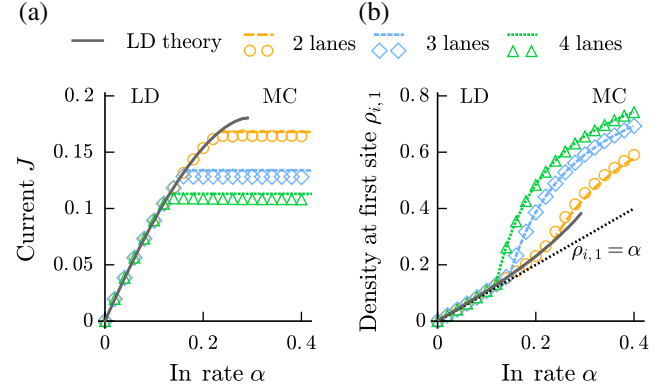 (a)
(b)
LD theory
2 lanes
3 lanes
4 lanes
LD
MC
0.2
0.15
0.1
0.05
0
Current J
0
0.2
0.4
In rate α
LD
MC
0.8
0.6
0.4
0.2
0
Density at first site ρ_{i,1}
ρ_{i,1} = α
0
0.2
0.4
In rate α